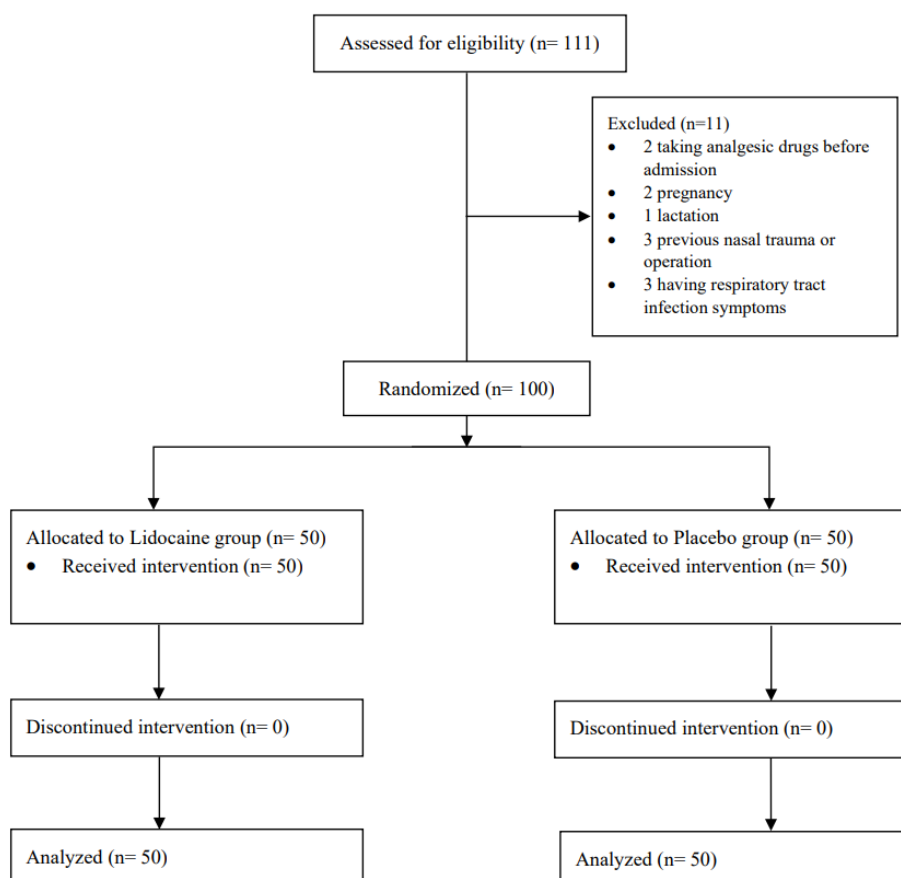 Assessed for eligibility (n= 111)
Excluded (n=11)
• 2 taking analgesic drugs before
admission
• 2 pregnancy
• 1 lactation
• 3 previous nasal trauma or
operation
• 3 having respiratory tract
infection symptoms
Randomized (n= 100)
Allocated to Lidocaine group (n= 50)
• Received intervention (n= 50)
Allocated to Placebo group (n= 50)
• Received intervention (n= 50)
Discontinued intervention (n= 0)
Discontinued intervention (n= 0)
Analyzed (n= 50)
Analyzed (n= 50)